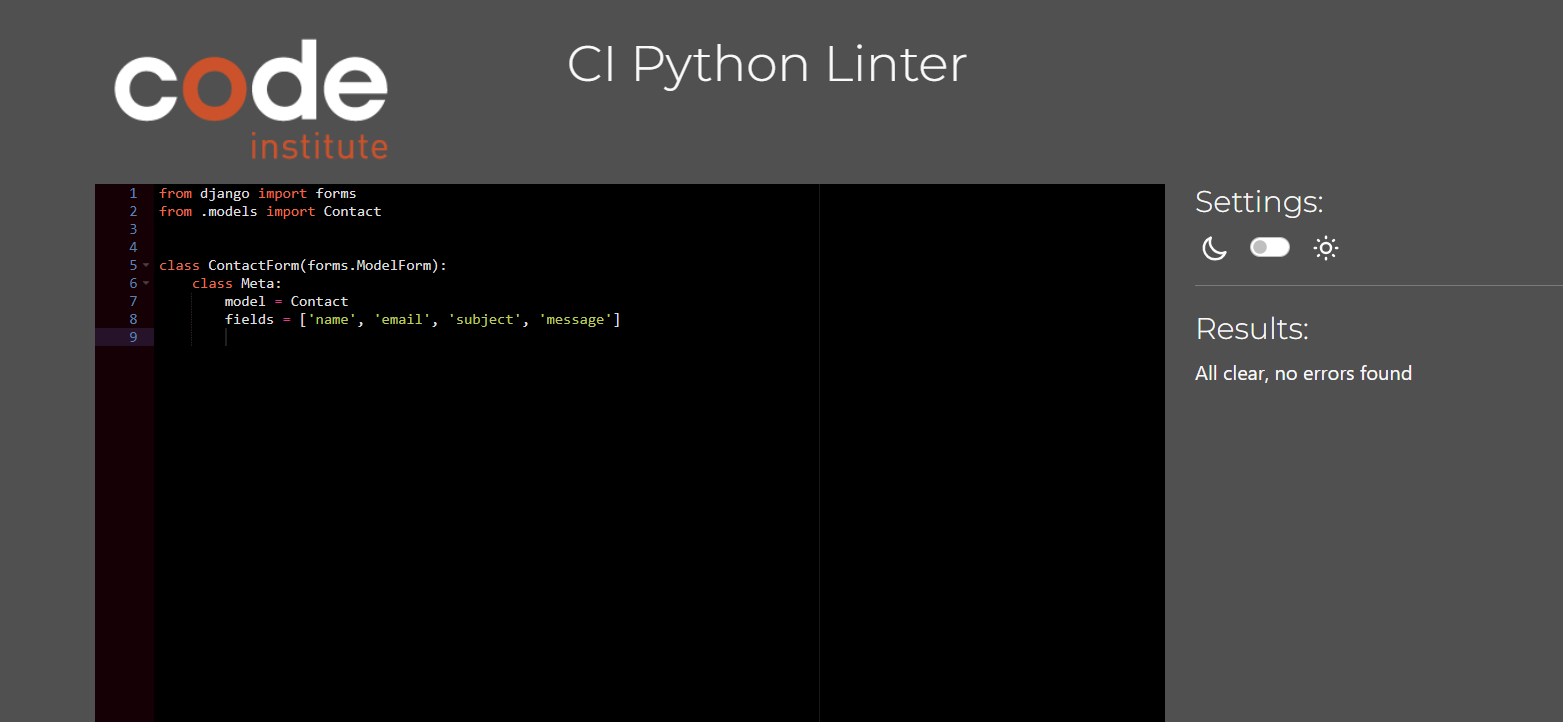 code
institute
CI Python Linter
1 from django import forms
2 from .models import Contact
3
4
5 class ContactForm(forms.ModelForm):
6     class Meta:
7         model = Contact
8         fields = ['name', 'email', 'subject', 'message']
9
Settings:
Results:
All clear, no errors found